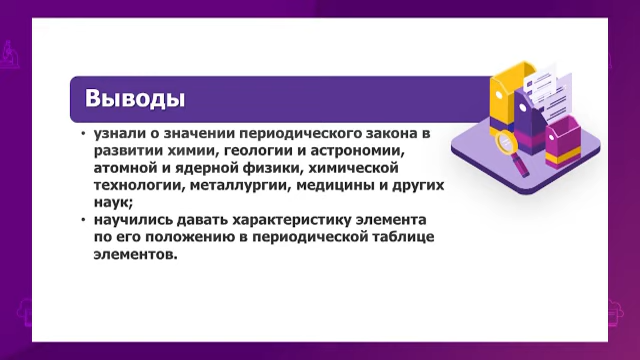 Выводы
• узнали о значении периодического закона в
развитии химии, геологии и астрономии,
атомной и ядерной физики, химической
технологии, металлургии, медицины и других
наук;
• научились давать характеристику элемента
по его положению в периодической таблице
элементов.